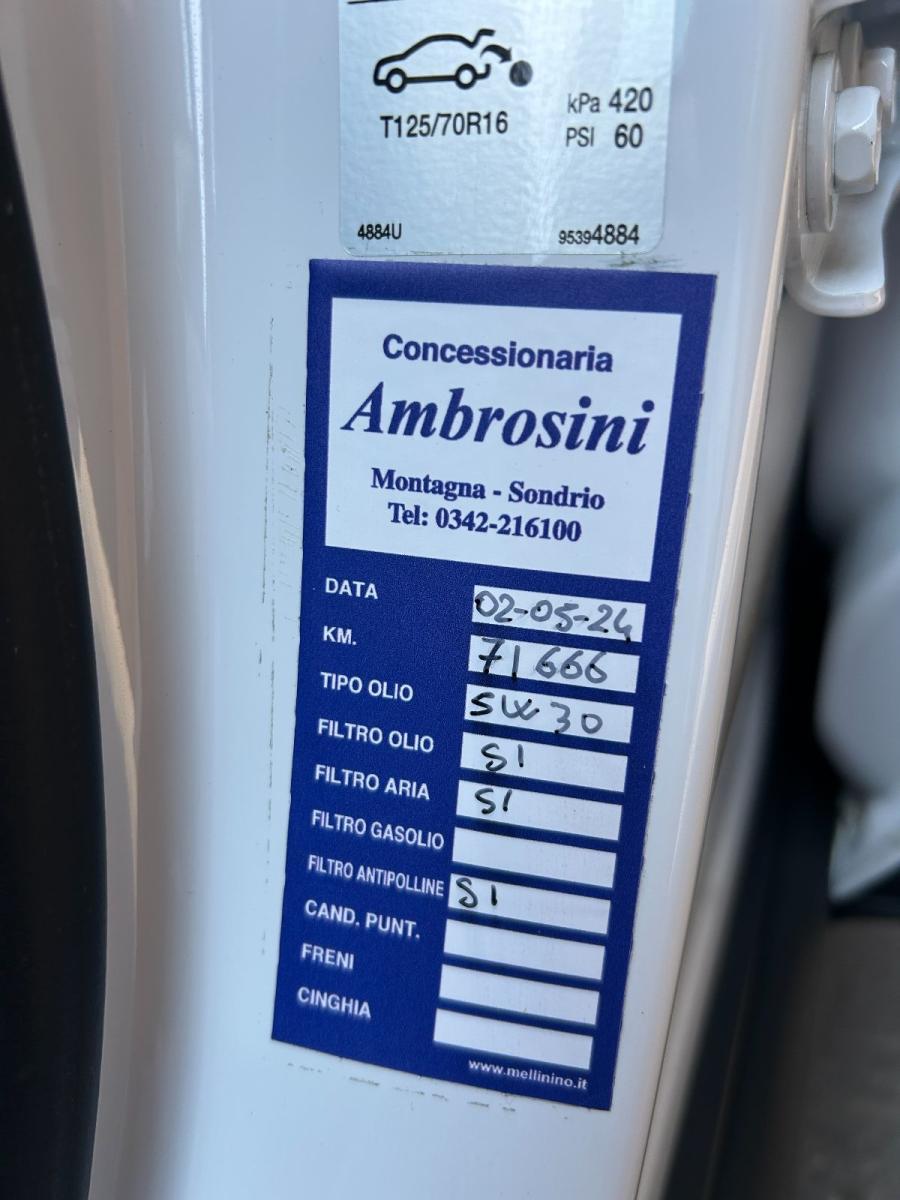 T125/70R16
kPa 420
PSI 60
4884U 95394884
Concessionaria
Ambrosini
Montagna - Sondrio
Tel: 0342-216100
DATA 02-05-24
KM. 71666
TIPO OLIO 5W30
FILTRO OLIO SI
FILTRO ARIA SI
FILTRO GASOLIO
FILTRO ANTIPOLLINE SI
CAND. PUNT.
FRENI
CINGHIA
www.mellinino.it